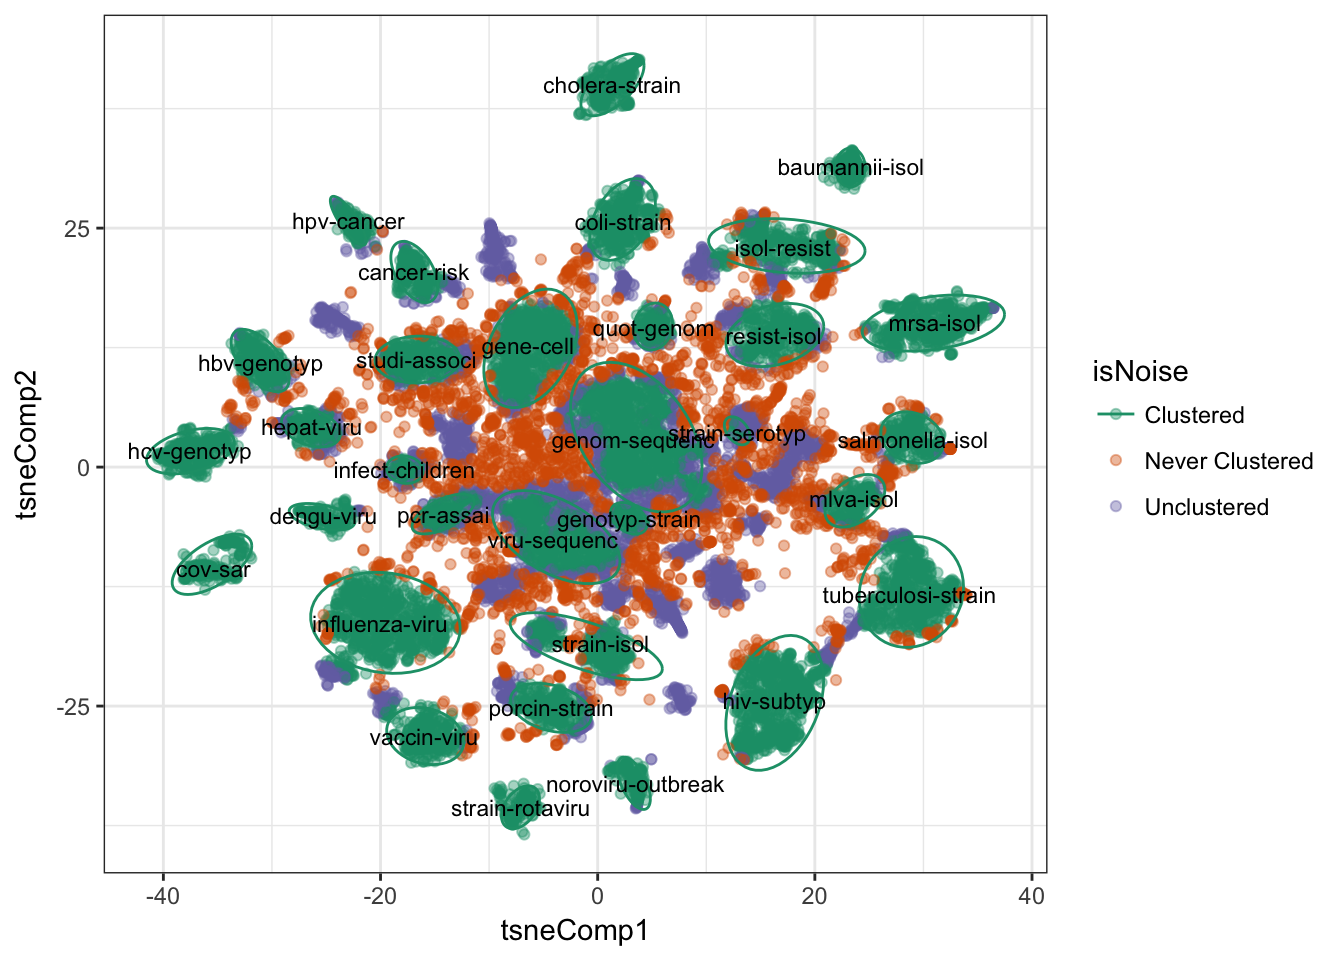 cholera-strain
baumannii-isol
hpv-cancer
coli-strain
isol-resist
cancer-risk
mrsa-isol
quot-genom
resist-isol
gene-cell
studi-associ
hbv-genotyp
hepat-viru
strain-serotyp
genom-sequenc
salmonella-isol
hcv-genotyp
infect-children
mlva-isol
dengu-viru
pcr-assai
genotyp-strain
viru-sequenc
cov-sar
tuberculosi-strain
influenza-viru
strain-isol
hiv-subtyp
porcin-strain
vaccin-viru
noroviru-outbreak
strain-rotaviru
25
0
-25
-40
-20
0
20
40
tsneComp1
tsneComp2
isNoise
Clustered
Never Clustered
Unclustered